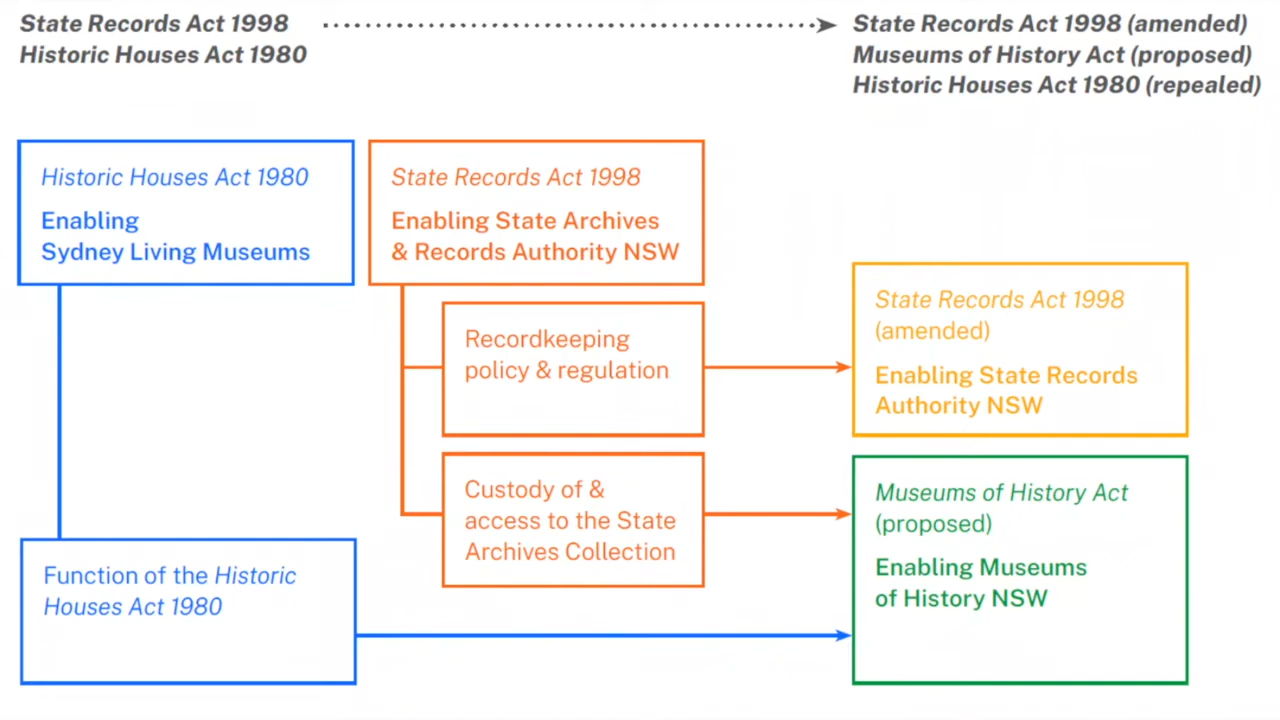 State Records Act 1998
Historic Houses Act 1980
State Records Act 1998 (amended)
Museums of History Act (proposed)
Historic Houses Act 1980 (repealed)
Historic Houses Act 1980
Enabling
Sydney Living Museums
State Records Act 1998
Enabling State Archives
& Records Authority NSW
Recordkeeping
policy & regulation
State Records Act 1998
(amended)
Enabling State Records
Authority NSW
Custody of &
access to the State
Archives Collection
Museums of History Act
(proposed)
Enabling Museums
of History NSW
Function of the Historic
Houses Act 1980